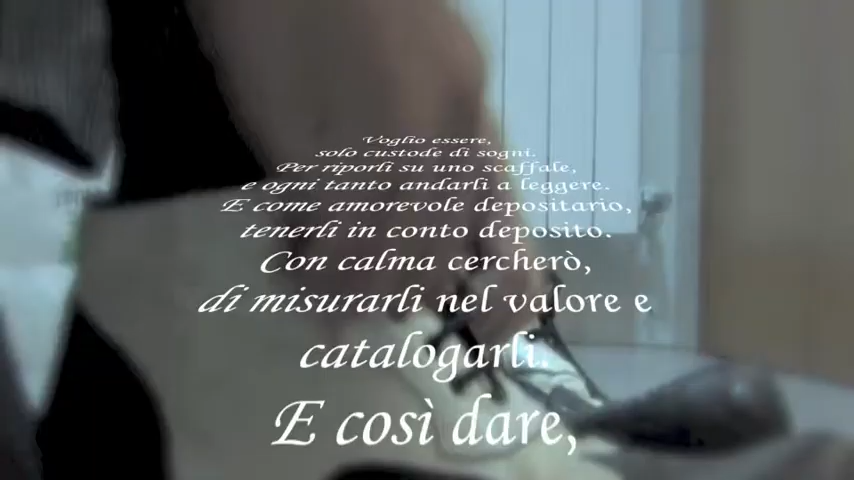 Voglio essere,
solo custode di sogni.
Per riporli su uno scaffale,
e ogni tanto andarli a leggere.
E come amorevole depositario,
tenerli in conto deposito.
Con calma cercherò,
di misurarli nel valore e
catalogarli.
E così dare,